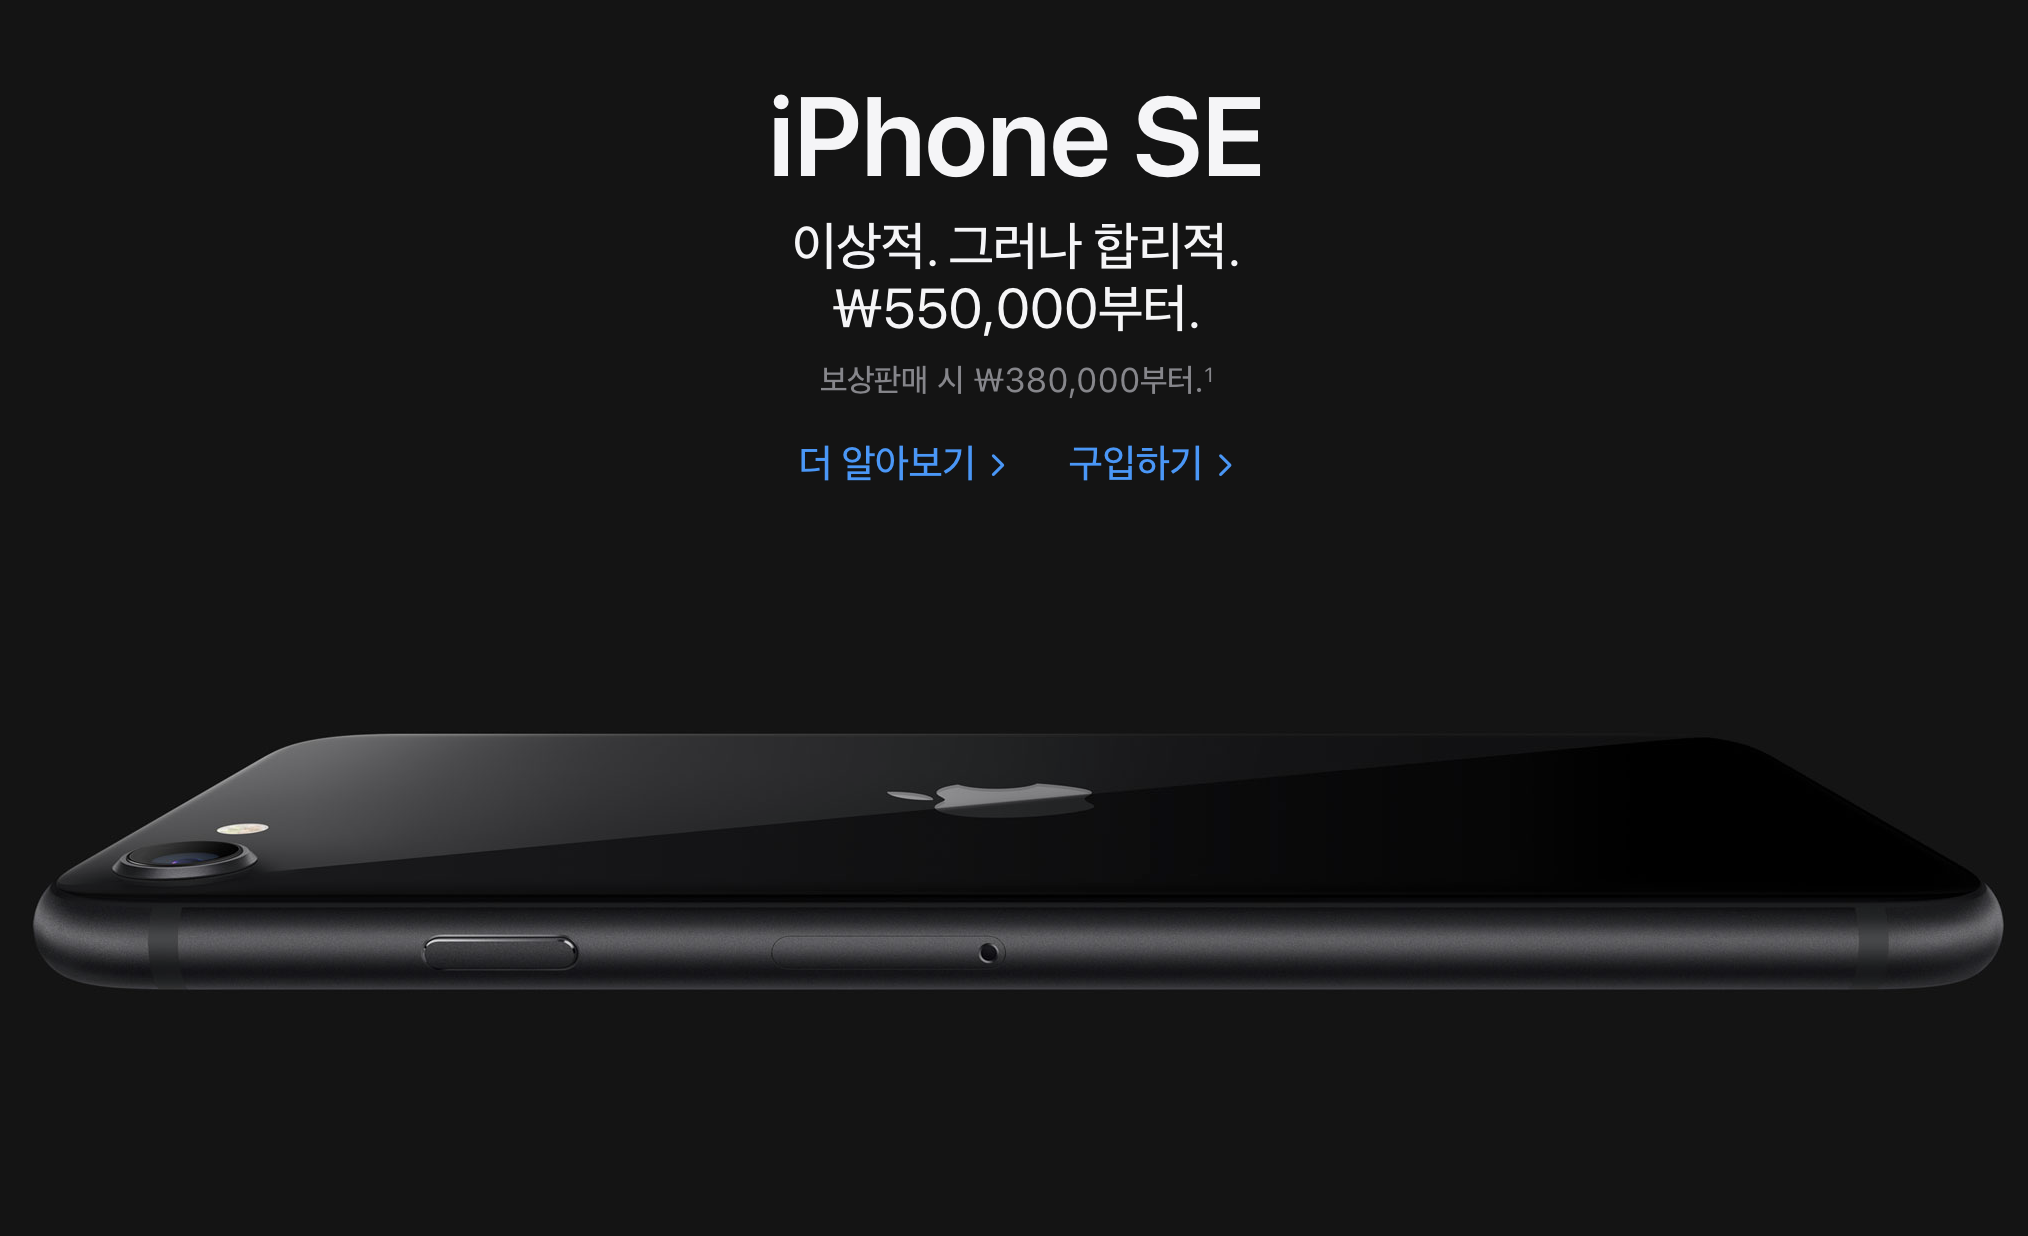 iPhone SE
이상적. 그러나 합리적.
₩550,000부터.
보상판매 시 ₩380,000부터.¹
더 알아보기 >
구입하기 >